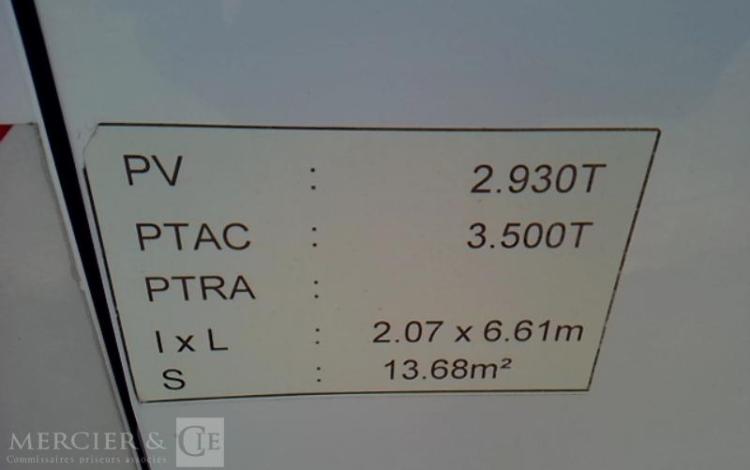 PV : 2.930T
PTAC : 3.500T
PTRA :
l x L : 2.07 x 6.61m
S : 13.68m²
MERCIER & CIE
Commissaires priseurs associés